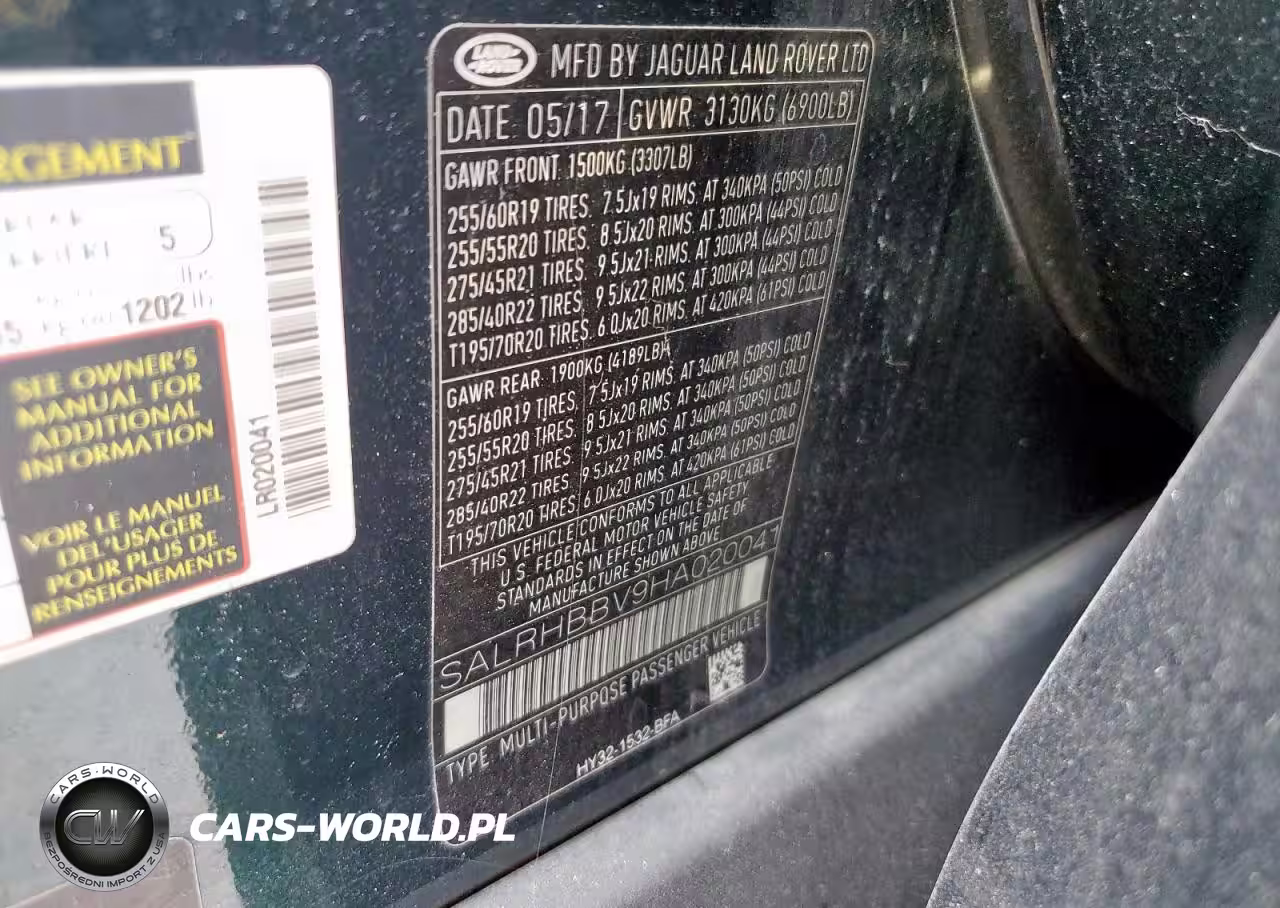 RGEMENT
5
1202 lb
SEE OWNER'S
MANUAL FOR
ADDITIONAL
INFORMATION
VOIR LE MANUEL
DEL'USAGER
POUR PLUS DE
RENSEIGNEMENTS
LR020041
LAND ROVER
MFD BY JAGUAR LAND ROVER LTD
DATE: 05/17 GVWR: 3130KG (6900LB)
GAWR FRONT: 1500KG (3307LB)
255/60R19 TIRES: 7.5Jx19 RIMS: AT 340KPA (50PSI) COLD
255/55R20 TIRES: 8.5Jx20 RIMS: AT 300KPA (44PSI) COLD
275/45R21 TIRES: 9.5Jx21 RIMS: AT 300KPA (44PSI) COLD
285/40R22 TIRES: 9.5Jx22 RIMS: AT 300KPA (44PSI) COLD
T195/70R20 TIRES: 6.0Jx20 RIMS: AT 420KPA (61PSI) COLD
GAWR REAR: 1900KG (4189LB)
255/60R19 TIRES: 7.5Jx19 RIMS: AT 340KPA (50PSI) COLD
255/55R20 TIRES: 8.5Jx20 RIMS: AT 340KPA (50PSI) COLD
275/45R21 TIRES: 9.5Jx21 RIMS: AT 340KPA (50PSI) COLD
285/40R22 TIRES: 9.5Jx22 RIMS: AT 340KPA (50PSI) COLD
T195/70R20 TIRES: 6.0Jx20 RIMS: AT 420KPA (61PSI) COLD
THIS VEHICLE CONFORMS TO ALL APPLICABLE
U.S. FEDERAL MOTOR VEHICLE SAFETY
STANDARDS IN EFFECT ON THE DATE OF
MANUFACTURE SHOWN ABOVE
SALRHBBV9HA020041
TYPE: MULTI-PURPOSE PASSENGER VEHICLE
HY32-1532-BFA
CARS-WORLD
CW
BEZPOŚREDNI IMPORT Z USA
CARS-WORLD.PL